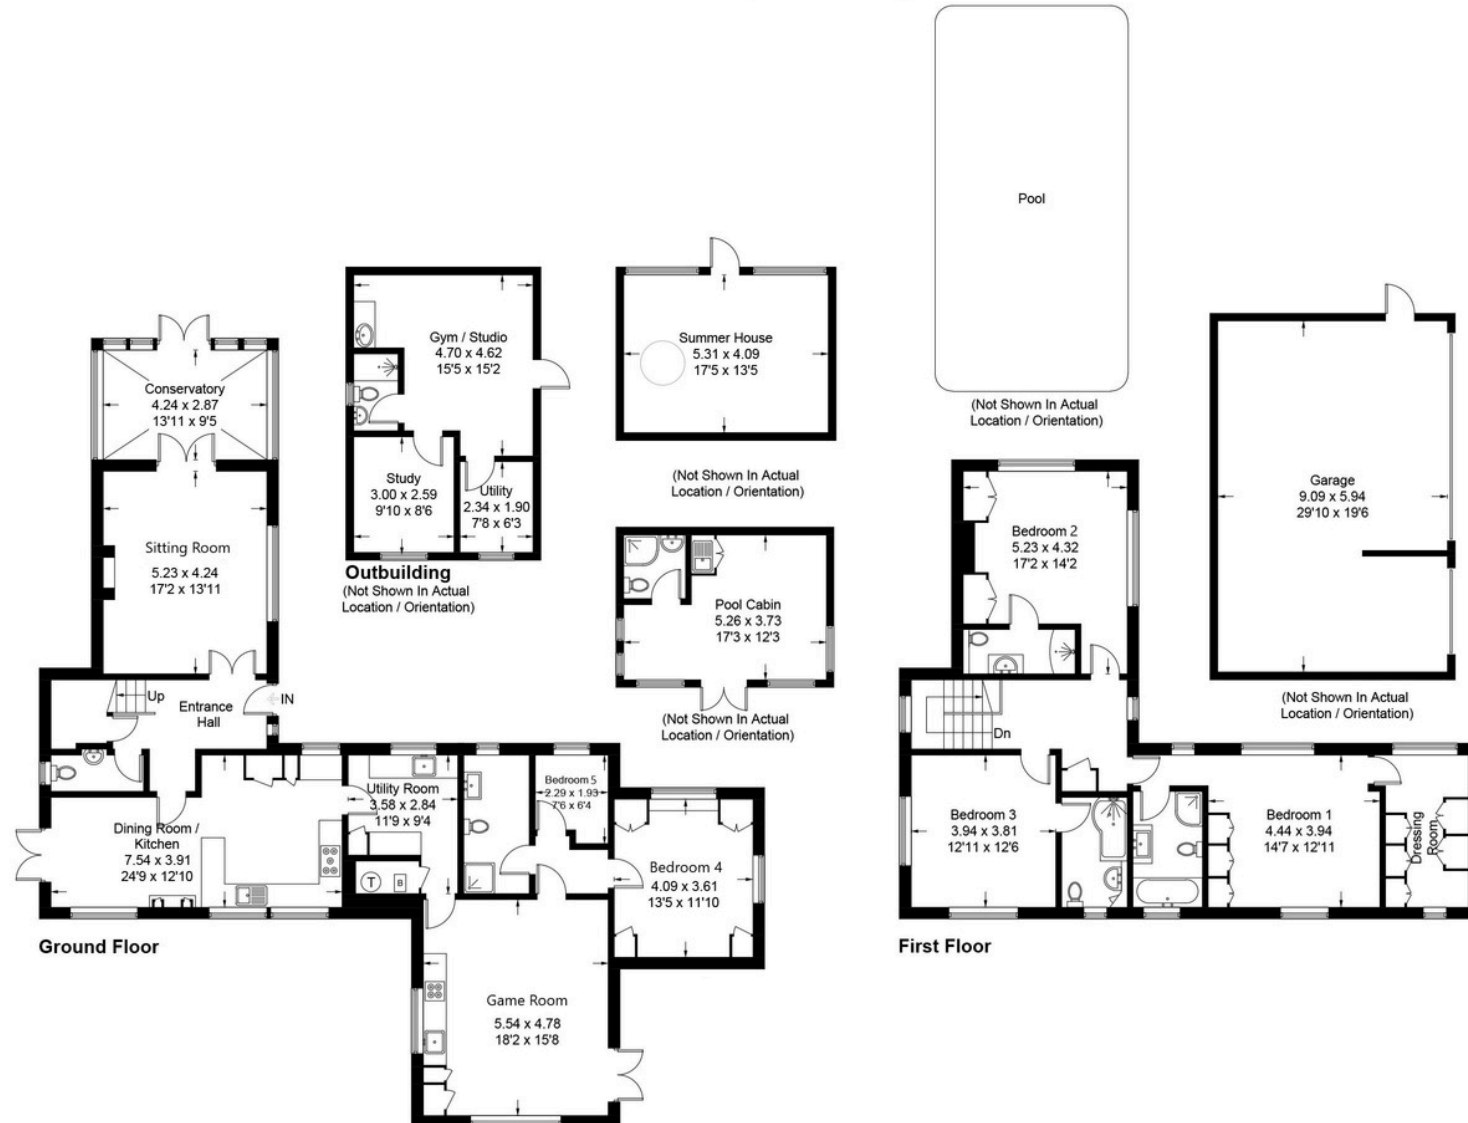 Pool
(Not Shown In Actual
Location / Orientation)
Gym / Studio
4.70 x 4.62
15'5 x 15'2
Study
3.00 x 2.59
9'10 x 8'6
Utility
2.34 x 1.90
7'8 x 6'3
Outbuilding
(Not Shown In Actual
Location / Orientation)
Summer House
5.31 x 4.09
17'5 x 13'5
(Not Shown In Actual
Location / Orientation)
Pool Cabin
5.26 x 3.73
17'3 x 12'3
(Not Shown In Actual
Location / Orientation)
Garage
9.09 x 5.94
29'10 x 19'6
(Not Shown In Actual
Location / Orientation)
Conservatory
4.24 x 2.87
13'11 x 9'5
Sitting Room
5.23 x 4.24
17'2 x 13'11
Up
Entrance
Hall
IN
Dining Room /
Kitchen
7.54 x 3.91
24'9 x 12'10
Utility Room
3.58 x 2.84
11'9 x 9'4
T
B
Bedroom 5
2.29 x 1.93
7'6 x 6'4
Bedroom 4
4.09 x 3.61
13'5 x 11'10
Game Room
5.54 x 4.78
18'2 x 15'8
Ground Floor
Bedroom 2
5.23 x 4.32
17'2 x 14'2
Dn
Bedroom 3
3.94 x 3.81
12'11 x 12'6
Bedroom 1
4.44 x 3.94
14'7 x 12'11
Dressing
Room
First Floor